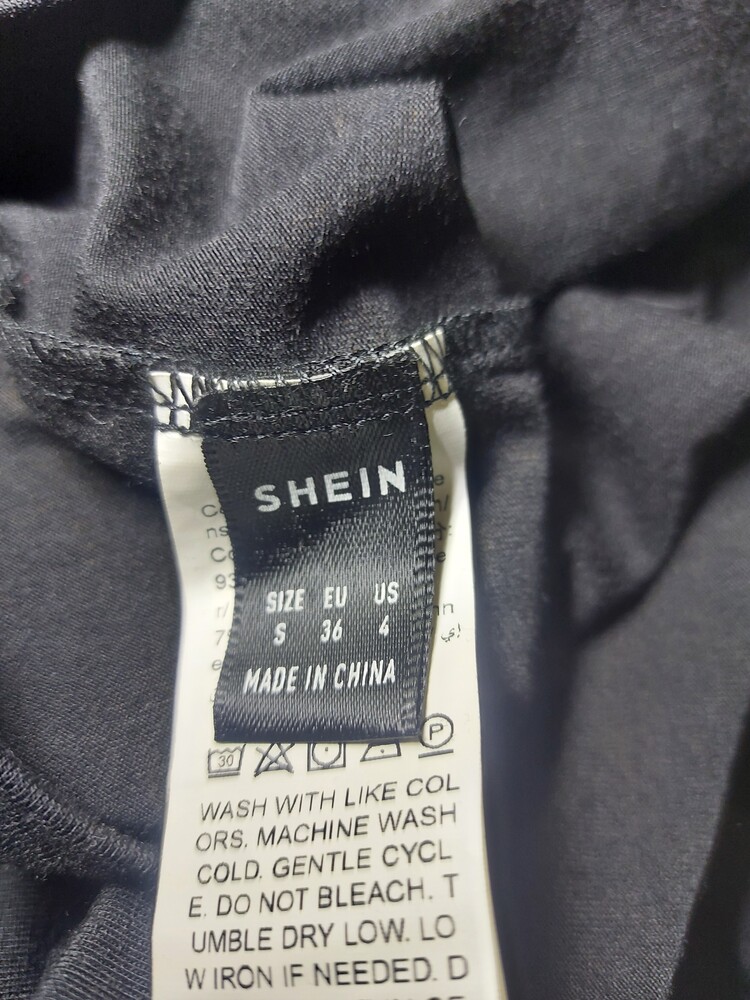 SHEIN
SIZE EU US
S 36 4
MADE IN CHINA
30 P
WASH WITH LIKE COL
ORS. MACHINE WASH
COLD. GENTLE CYCL
E. DO NOT BLEACH. T
UMBLE DRY LOW. LO
W IRON IF NEEDED. D